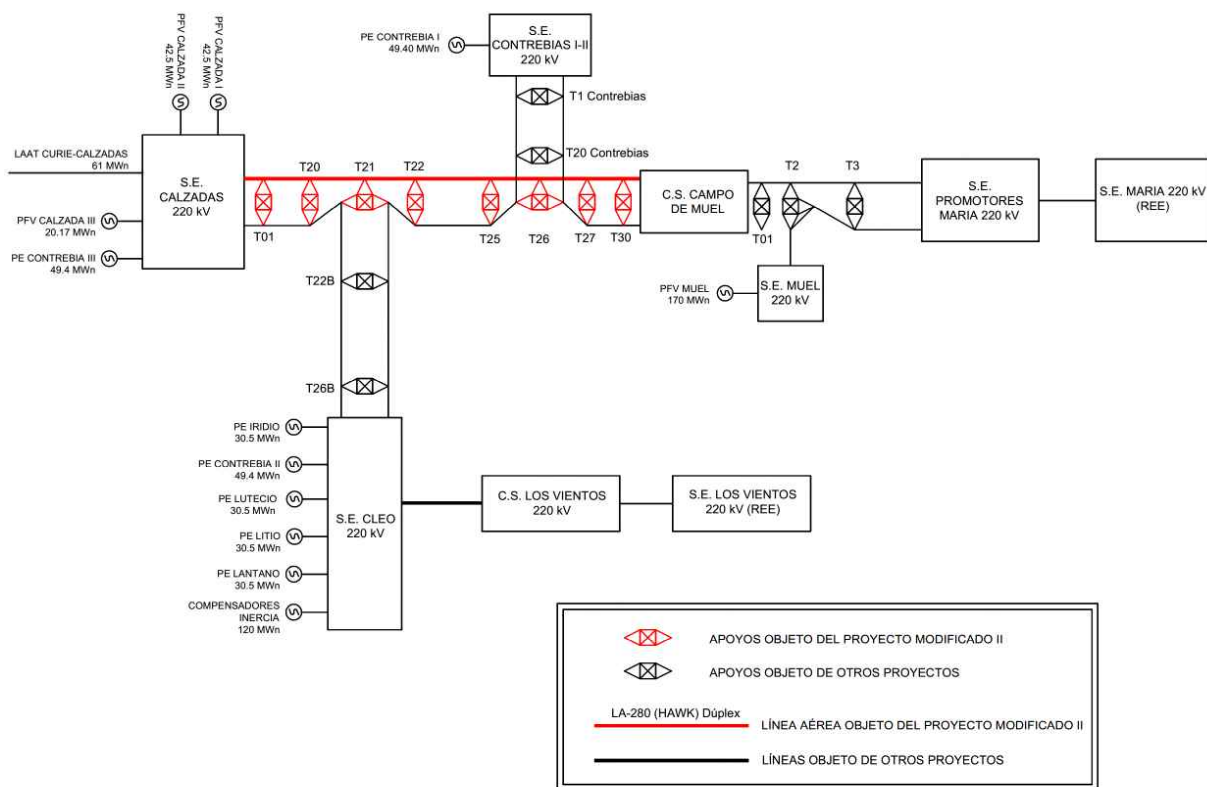 PFV CALZADA II
42.5 MWn
PFV CALZADA I
42.5 MWn
PE CONTREBIA I
49.40 MWn
S.E.
CONTREBIAS I-II
220 kV
T1 Contrebias
T20 Contrebias
LAAT CURIE-CALZADAS
61 MWn
S.E.
CALZADAS
220 kV
PFV CALZADA III
20.17 MWn
PE CONTREBIA III
49.4 MWn
T01
T20
T21
T22
T25
T26
T27
T30
C.S. CAMPO
DE MUEL
T01
T2
T3
S.E.
PROMOTORES
MARIA 220 kV
S.E. MARIA 220 kV
(REE)
PFV MUEL
170 MWn
S.E. MUEL
220 kV
T22B
T26B
PE IRIDIO
30.5 MWn
PE CONTREBIA II
49.4 MWn
PE LUTECIO
30.5 MWn
PE LITIO
30.5 MWn
PE LANTANO
30.5 MWn
COMPENSADORES
INERCIA
120 MWn
S.E. CLEO
220 kV
C.S. LOS VIENTOS
220 kV
S.E. LOS VIENTOS
220 kV (REE)
APOYOS OBJETO DEL PROYECTO MODIFICADO II
APOYOS OBJETO DE OTROS PROYECTOS
LA-280 (HAWK) Dúplex
LÍNEA AÉREA OBJETO DEL PROYECTO MODIFICADO II
LÍNEAS OBJETO DE OTROS PROYECTOS